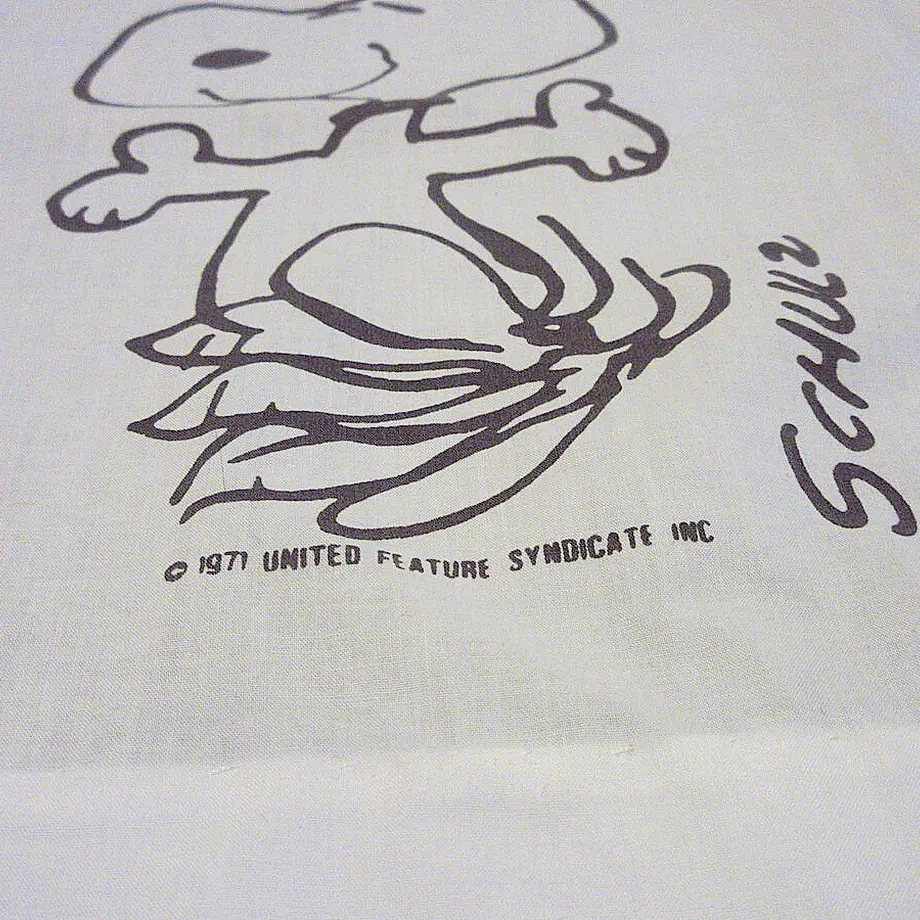 SCHULZ
© 1971 UNITED FEATURE SYNDICATE INC